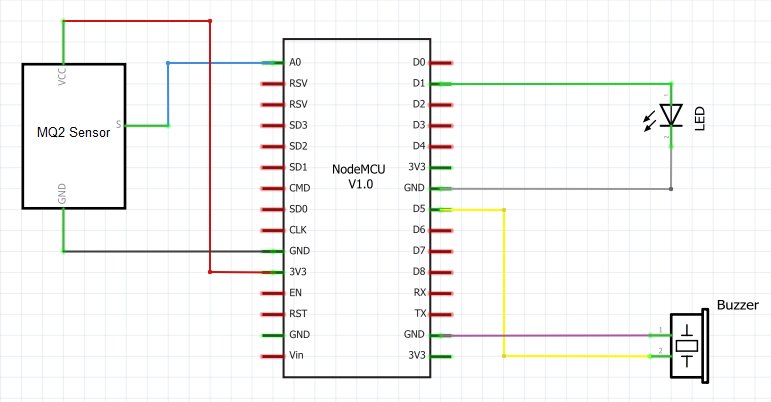 VCC
MQ2 Sensor
S
GND
NodeMCU
V1.0
A0
RSV
RSV
SD3
SD2
SD1
CMD
SD0
CLK
GND
3V3
EN
RST
GND
Vin
D0
D1
D2
D3
D4
3V3
GND
D5
D6
D7
D8
RX
TX
GND
3V3
1
2
LED
Buzzer
1
2